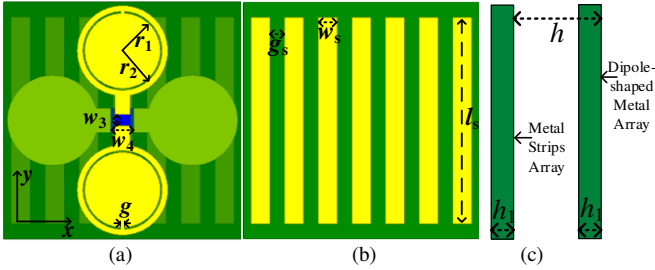 r₁
r₂
w₃
w₄
g
y
x
(a)
gₛ
wₛ
lₛ
(b)
h
Dipole-
shaped
Metal
Array
Metal
Strips
Array
h₁
h₁
(c)